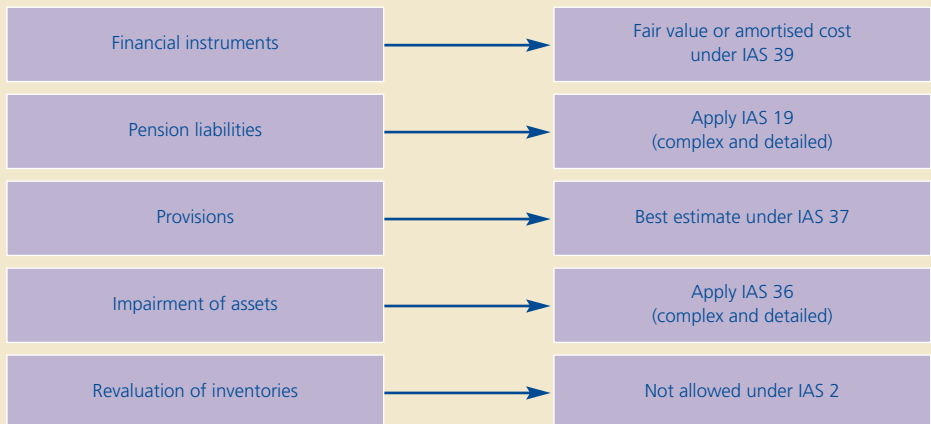 Financial instruments
Fair value or amortised cost
under IAS 39
Pension liabilities
Apply IAS 19
(complex and detailed)
Provisions
Best estimate under IAS 37
Impairment of assets
Apply IAS 36
(complex and detailed)
Revaluation of inventories
Not allowed under IAS 2